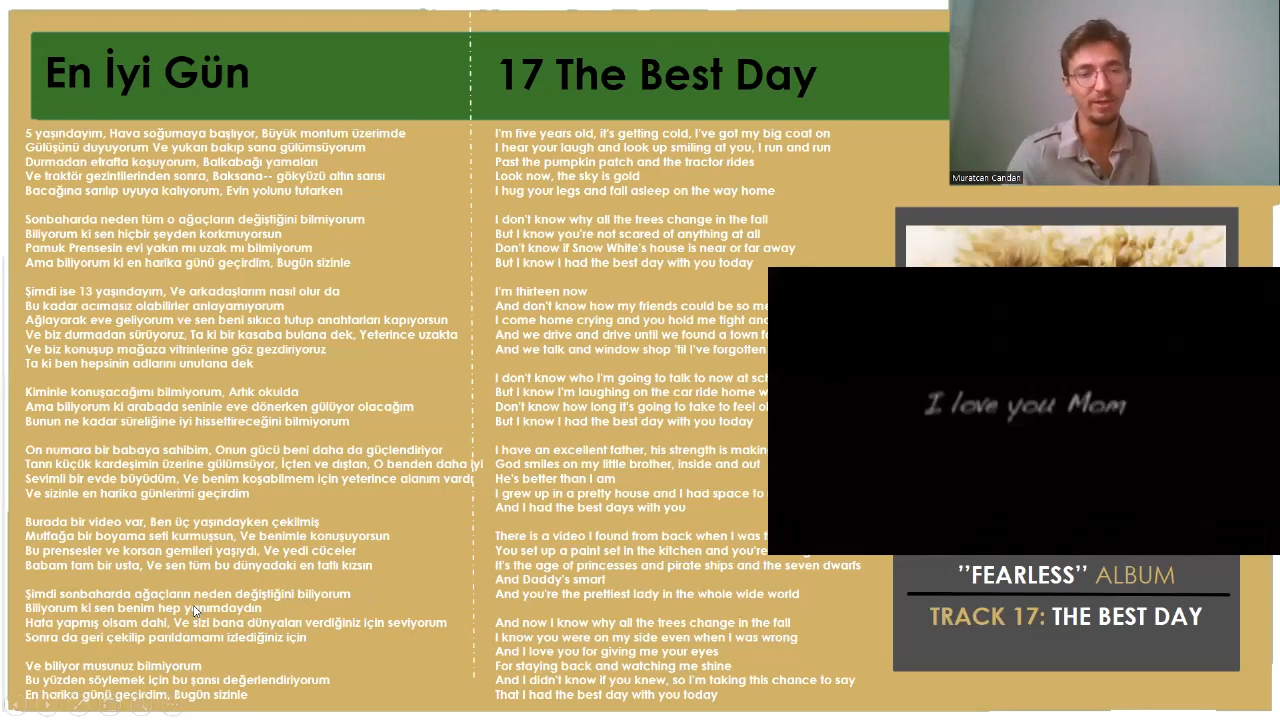 En İyi Gün
5 yaşındayım, Hava soğumaya başlıyor, Büyük montum üzerimde
Gülüşünü duyuyorum Ve yukarı bakıp sana gülümsüyorum
Durmadan etrafta koşuyorum, Balkabağı yamaları
Ve traktör gezintilerinden sonra, Baksana-- gökyüzü altın sarısı
Bacağına sarılıp uyuya kalıyorum, Evin yolunu tutarken
Sonbaharda neden tüm o ağaçların değiştiğini bilmiyorum
Biliyorum ki sen hiçbir şeyden korkmuyorsun
Pamuk Prensesin evi yakın mı uzak mı bilmiyorum
Ama biliyorum ki en harika günü geçirdim, Bugün sizinle
Şimdi ise 13 yaşındayım, Ve arkadaşlarım nasıl olur da
Bu kadar acımasız olabilirler anlayamıyorum
Ağlayarak eve geliyorum ve sen beni sıkıca tutup anahtarları kapıyorsun
Ve biz durmadan sürüyoruz, Ta ki bir kasaba bulana dek, Yeterince uzakta
Ve biz konuşup mağaza vitrinlerine göz gezdiriyoruz
Ta ki ben hepsinin adlarını unutana dek
Kiminle konuşacağımı bilmiyorum, Artık okulda
Ama biliyorum ki arabada seninle eve dönerken gülüyor olacağım
Bunun ne kadar süreliğine iyi hissettireceğini bilmiyorum
On numara bir babaya sahibim, Onun gücü beni daha da güçlendiriyor
Tanrı küçük kardeşimin üzerine gülümsüyor, İçten ve dıştan, O benden daha iyi
Sevimli bir evde büyüdüm, Ve benim koşabilmem için yeterince alanım vardı
Ve sizinle en harika günlerimi geçirdim
Burada bir video var, Ben üç yaşındayken çekilmiş
Mutfağa bir boyama seti kurmuşsun, Ve benimle konuşuyorsun
Bu prensesler ve korsan gemileri yaşıydı, Ve yedi cüceler
Babam tam bir usta, Ve sen tüm bu dünyadaki en tatlı kızsın
Şimdi sonbaharda ağaçların neden değiştiğini biliyorum
Biliyorum ki sen benim hep yanımdaydın
Hata yapmış olsam dahi, Ve sizi bana dünyaları verdiğiniz için seviyorum
Sonra da geri çekilip parıldamamı izlediğiniz için
Ve biliyor musunuz bilmiyorum
Bu yüzden söylemek için bu şansı değerlendiriyorum
En harika günü geçirdim, Bugün sizinle
17 The Best Day
I'm five years old, it's getting cold, I've got my big coat on
I hear your laugh and look up smiling at you, I run and run
Past the pumpkin patch and the tractor rides
Look now, the sky is gold
I hug your legs and fall asleep on the way home
I don't know why all the trees change in the fall
But I know you're not scared of anything at all
Don't know if Snow White's house is near or far away
But I know I had the best day with you today
I'm thirteen now
And don't know how my friends could be so me
I come home crying and you hold me tight and
And we drive and drive until we found a town f
And we talk and window shop 'til I've forgotten
I don't know who I'm going to talk to now at sch
But I know I'm laughing on the car ride home w
Don't know how long it's going to take to feel o
But I know I had the best day with you today
I have an excellent father, his strength is making
God smiles on my little brother, inside and out
He's better than I am
I grew up in a pretty house and I had space to
And I had the best days with you
There is a video I found from back when I was t
You set up a paint set in the kitchen and you're
It's the age of princesses and pirate ships and the seven dwarfs
And Daddy's smart
And you're the prettiest lady in the whole wide world
And now I know why all the trees change in the fall
I know you were on my side even when I was wrong
And I love you for giving me your eyes
For staying back and watching me shine
And I didn't know if you knew, so I'm taking this chance to say
That I had the best day with you today
Muratcan Candan
I love you Mom
''FEARLESS'' ALBUM
TRACK 17: THE BEST DAY